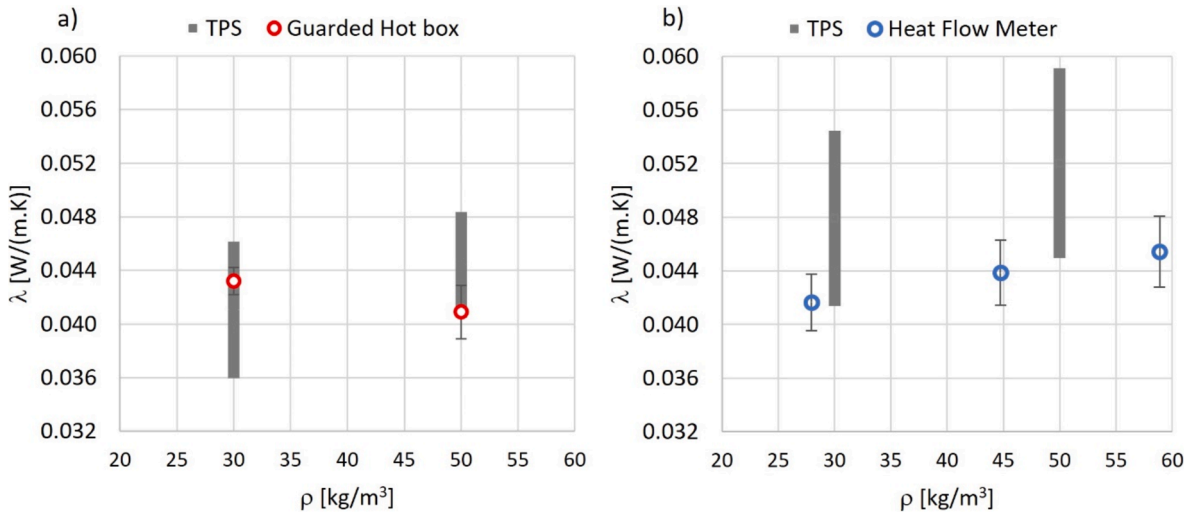 a)
TPS Guarded Hot box
0.060
0.056
0.052
0.048
0.044
0.040
0.036
0.032
λ [W/(m.K)]
20 25 30 35 40 45 50 55 60
ρ [kg/m³]
b)
TPS Heat Flow Meter
0.060
0.056
0.052
0.048
0.044
0.040
0.036
0.032
λ [W/(m.K)]
20 25 30 35 40 45 50 55 60
ρ [kg/m³]